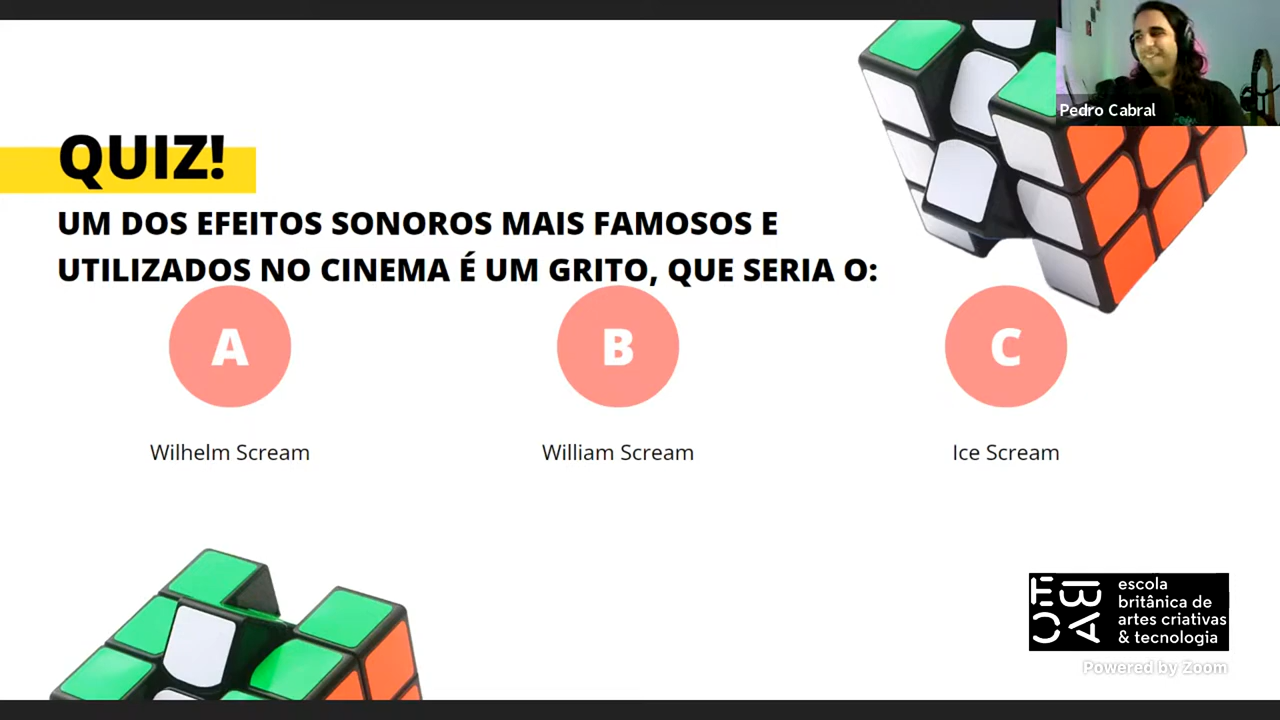 Pedro Cabral
QUIZ!
UM DOS EFEITOS SONOROS MAIS FAMOSOS E
UTILIZADOS NO CINEMA É UM GRITO, QUE SERIA O:
A
B
C
Wilhelm Scream
William Scream
Ice Scream
EBAC
escola
britânica de
artes criativas
& tecnologia
Powered by Zoom